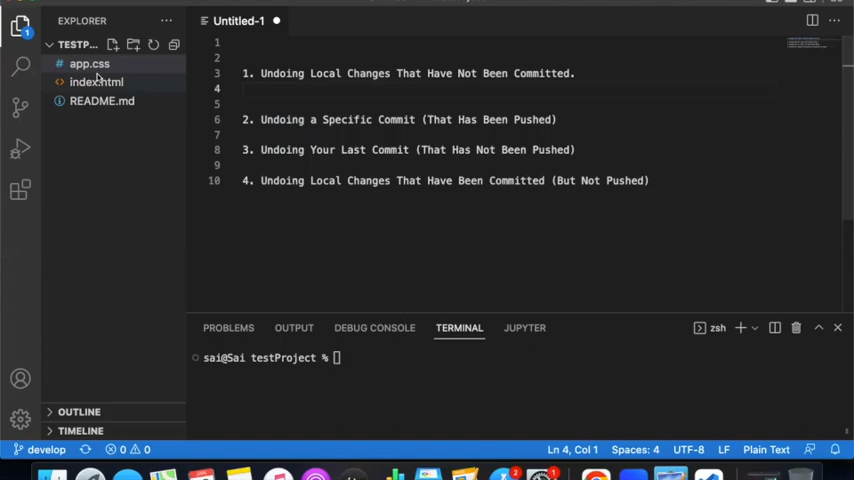 EXPLORER
Untitled-1
TESTP...
app.css
index.html
README.md
1
2
3 1. Undoing Local Changes That Have Not Been Committed.
4
5
6 2. Undoing a Specific Commit (That Has Been Pushed)
7
8 3. Undoing Your Last Commit (That Has Not Been Pushed)
9
10 4. Undoing Local Changes That Have Been Committed (But Not Pushed)
PROBLEMS OUTPUT DEBUG CONSOLE TERMINAL JUPYTER zsh
sai@Sai testProject %
OUTLINE
TIMELINE
develop 0 0 Ln 4, Col 1 Spaces: 4 UTF-8 LF Plain Text
1
2
1
JAN